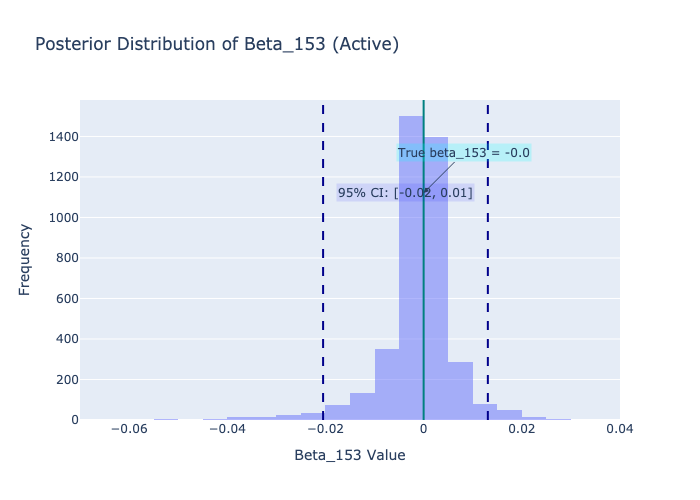 Posterior Distribution of Beta_153 (Active)
1400
1200
1000
800
600
400
200
0
Frequency
True beta_153 = -0.0
95% CI: [-0.02, 0.01]
−0.06
−0.04
−0.02
0
0.02
0.04
Beta_153 Value